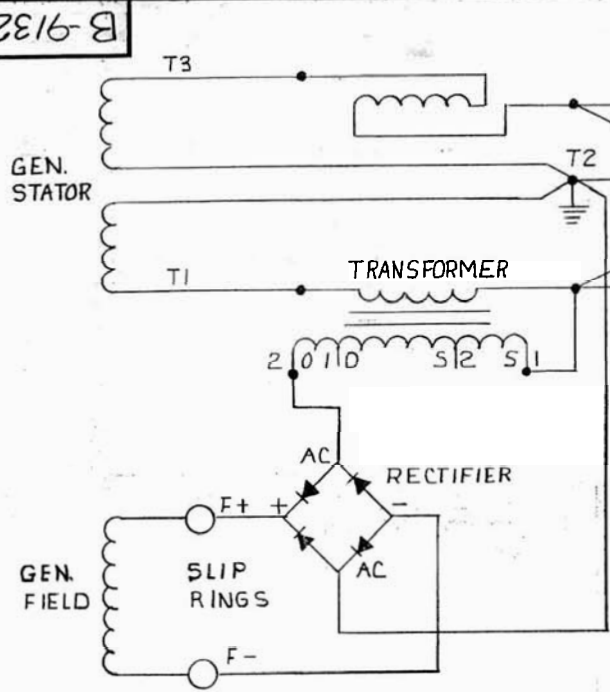 B-9132
T3
GEN.
STATOR
T2
T1
TRANSFORMER
2 0 1 D S 2 S 1
AC
RECTIFIER
F+ + -
GEN.
FIELD
SLIP
RINGS
AC
F-